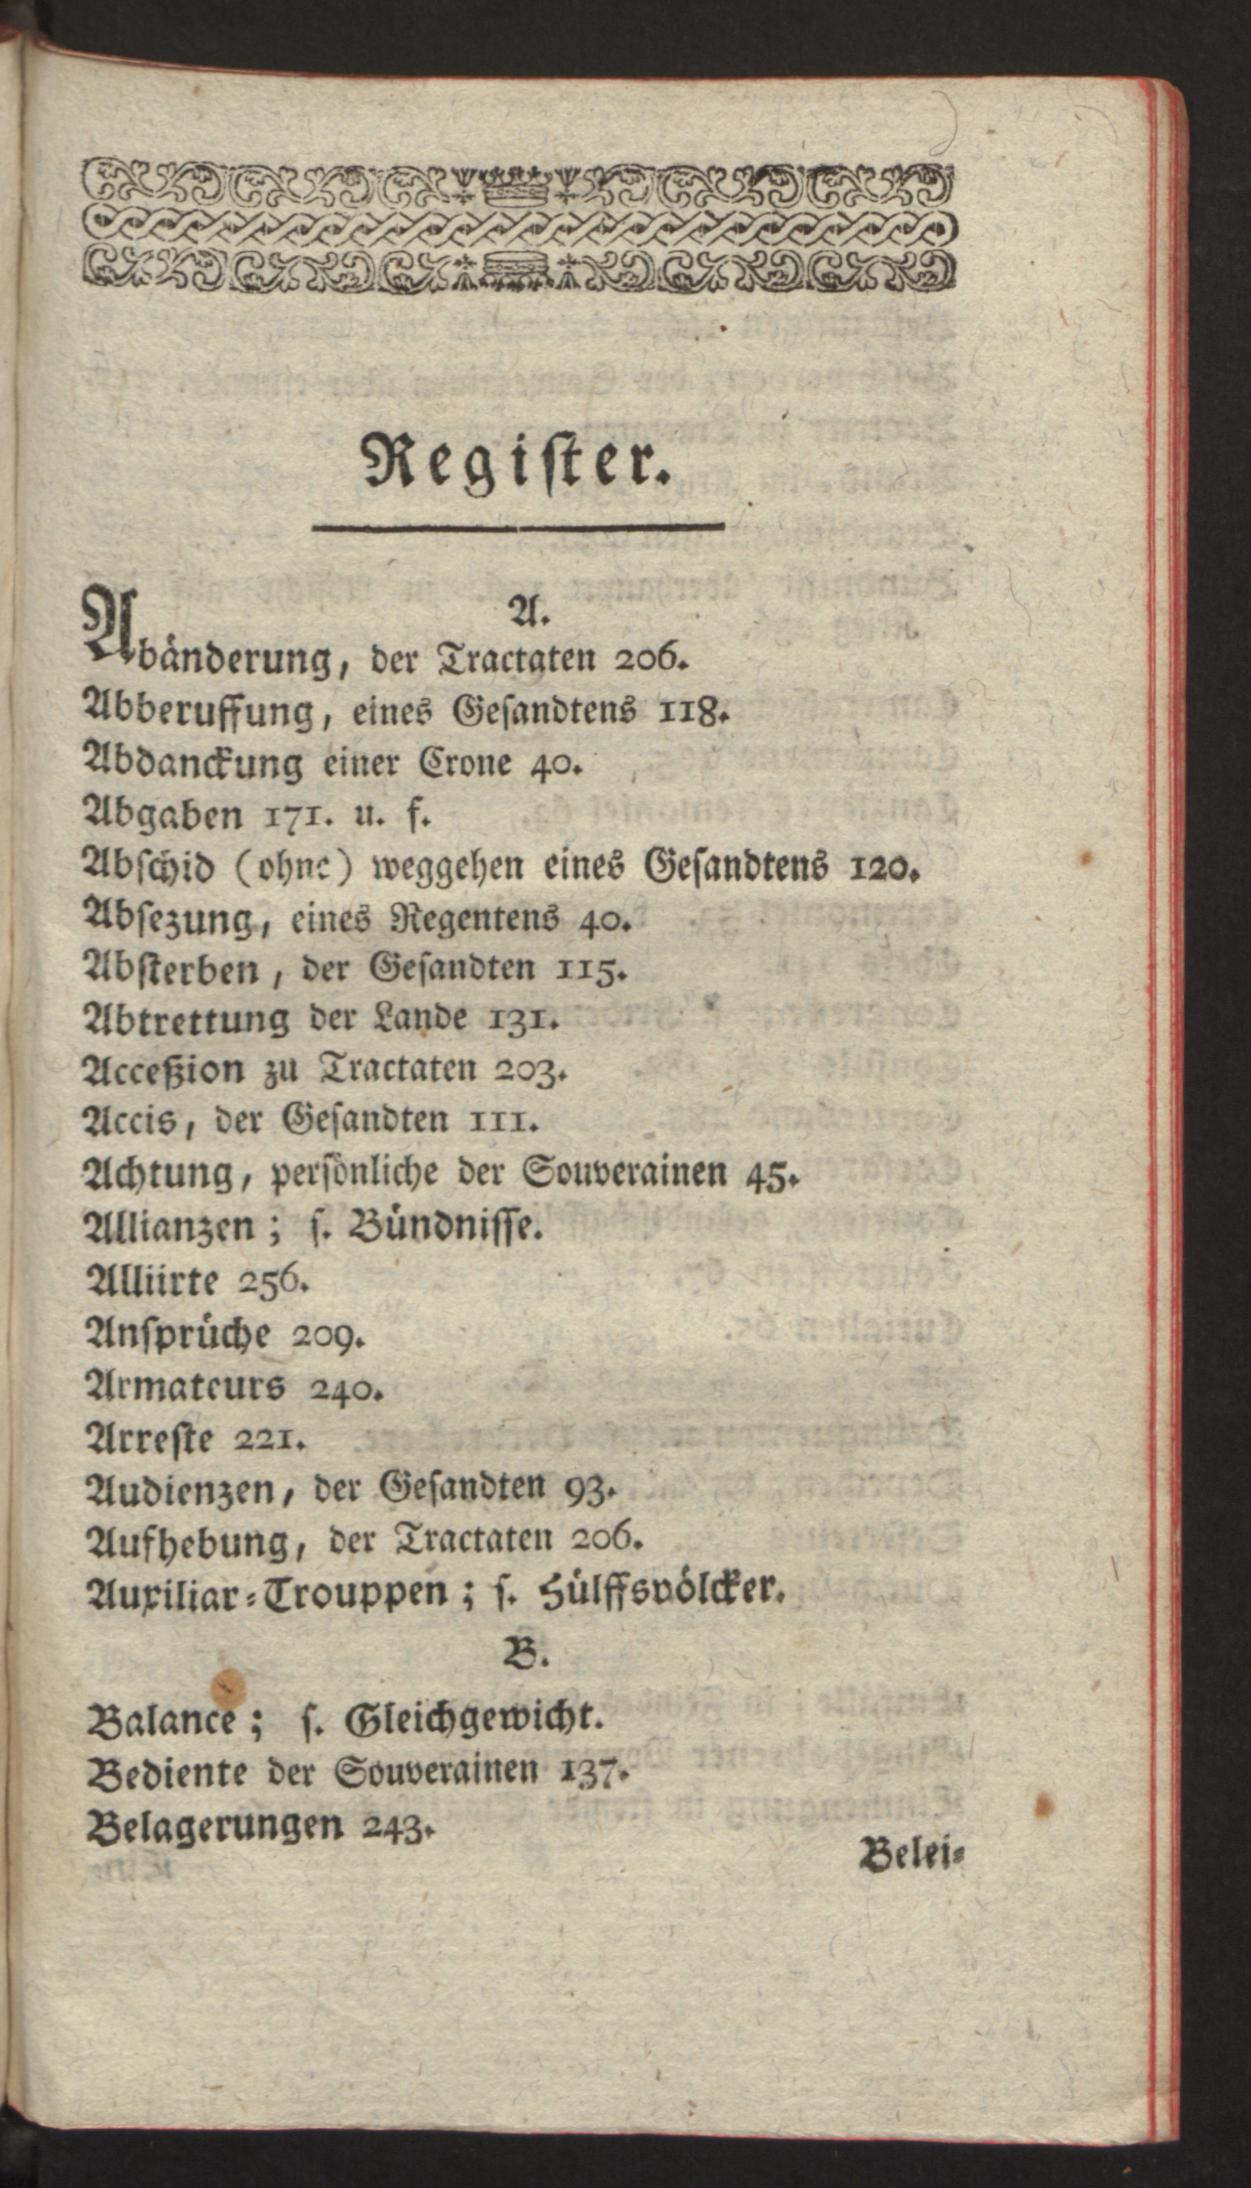 Regiſter.
A.
Abänderung, der Tractaten 206.
Abberuffung, eines Geſandtens 118.
Abdanckung einer Crone 40.
Abgaben 171. u. f.
Abſchid (ohne) weggehen eines Geſandtens 120.
Abſezung, eines Regentens 40.
Abſterben, der Geſandten 115.
Abtrettung der Lande 131.
Acceßion zu Tractaten 203.
Accis, der Geſandten 111.
Achtung, perſönliche der Souverainen 45.
Allianzen; ſ. Bündniſſe.
Alliirte 256.
Anſprüche 209.
Armateurs 240.
Arreſte 221.
Audienzen, der Geſandten 93.
Aufhebung, der Tractaten 206.
Auxiliar⸗Trouppen; ſ. Hülffsvölcker.
B.
Balance; ſ. Gleichgewicht.
Bediente der Souverainen 137.
Belagerungen 243.
Belei⸗